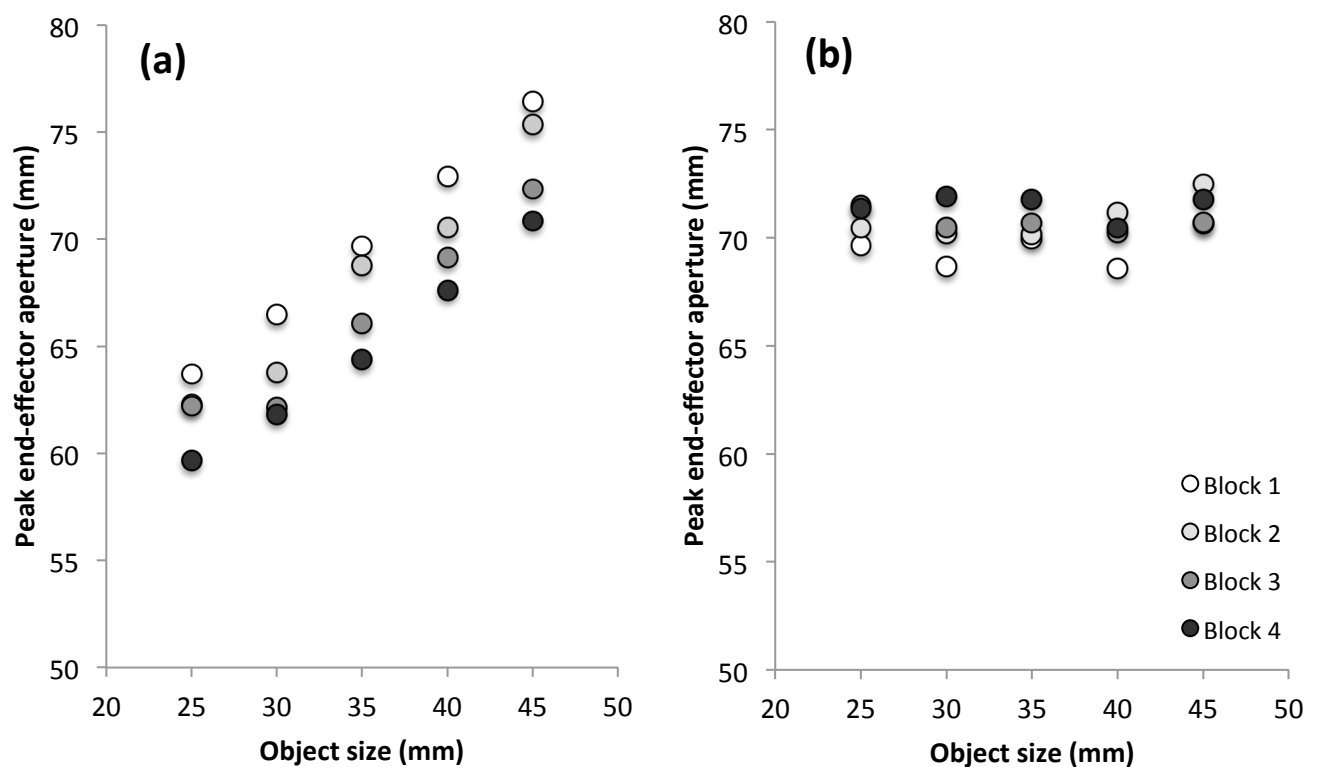 (a)
Peak end-effector aperture (mm)
80
75
70
65
60
55
50
20 25 30 35 40 45 50
Object size (mm)
(b)
Peak end-effector aperture (mm)
80
75
70
65
60
55
50
Block 1
Block 2
Block 3
Block 4
20 25 30 35 40 45 50
Object size (mm)